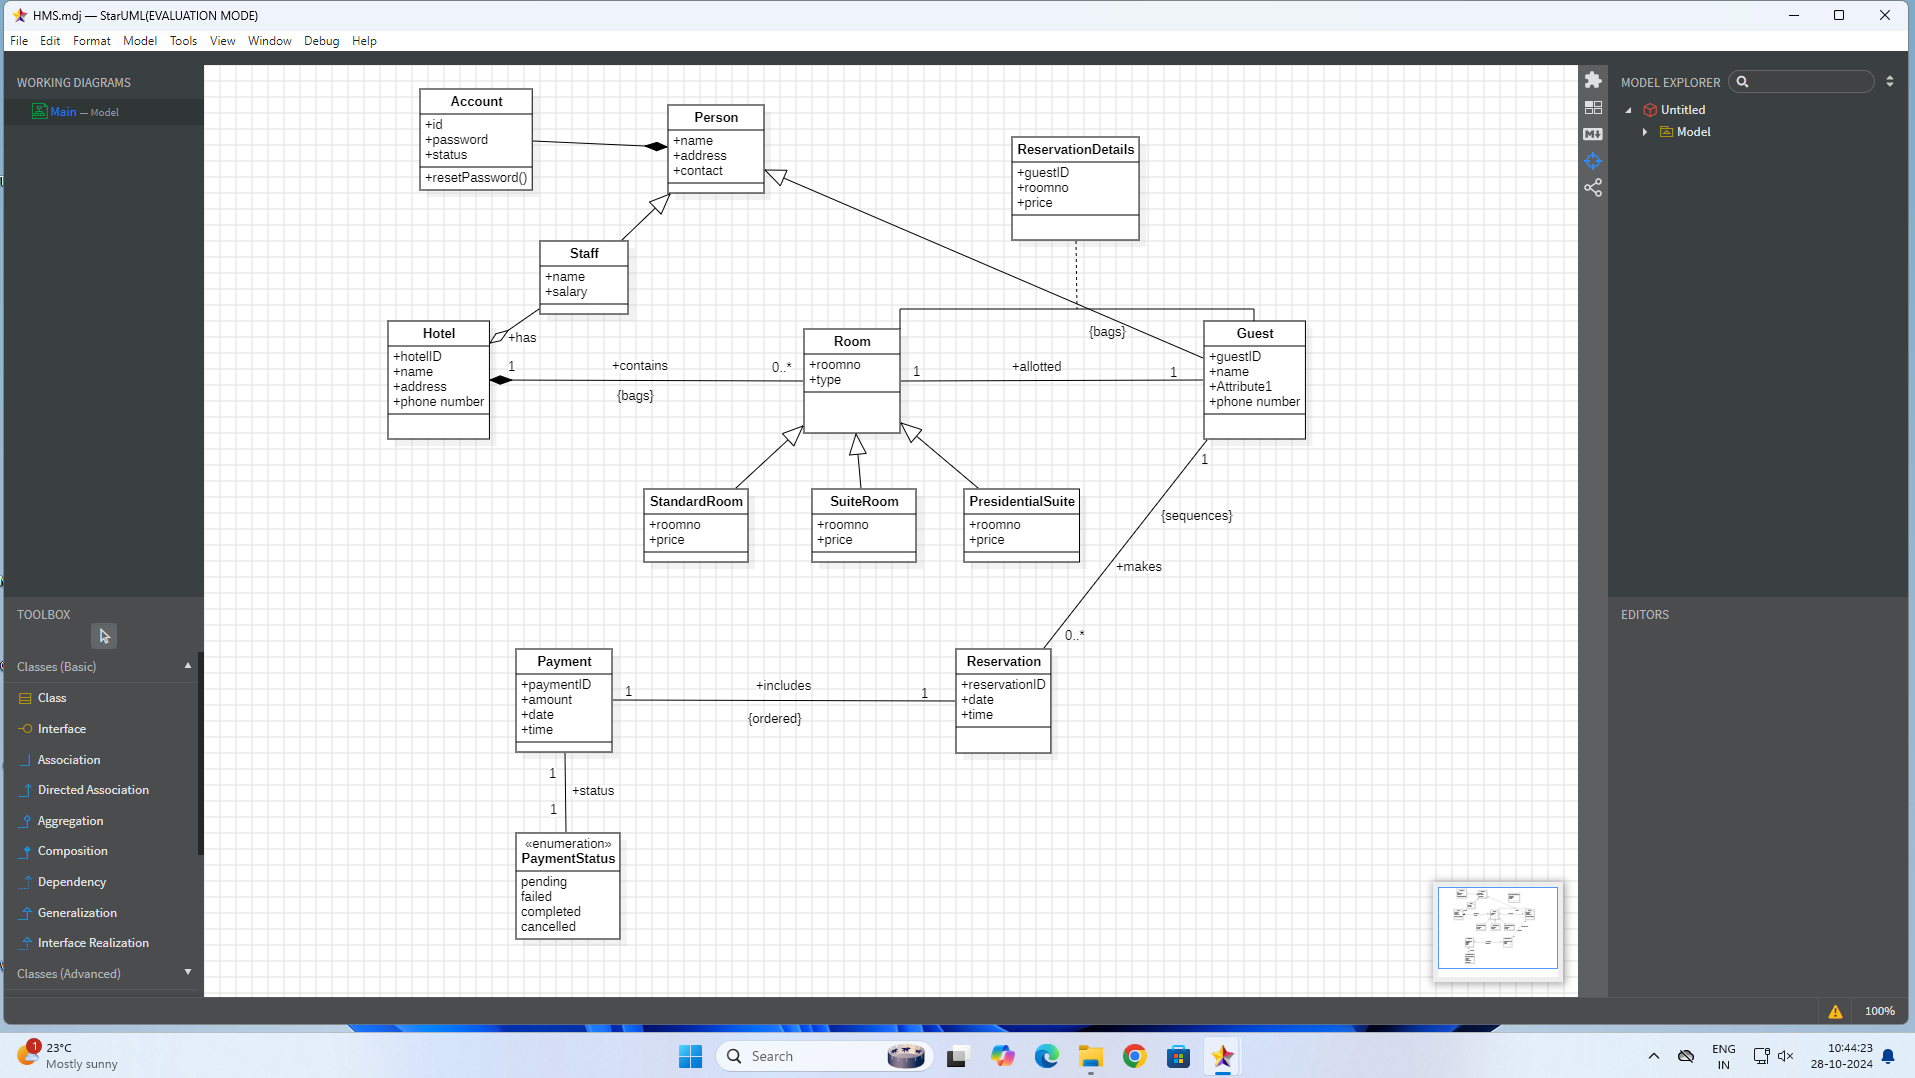 HMS.mdj — StarUML(EVALUATION MODE)
File Edit Format Model Tools View Window Debug Help
WORKING DIAGRAMS
Main — Model
TOOLBOX
Classes (Basic)
Class
Interface
Association
Directed Association
Aggregation
Composition
Dependency
Generalization
Interface Realization
Classes (Advanced)
Account
+id
+password
+status
+resetPassword()
Person
+name
+address
+contact
ReservationDetails
+guestID
+roomno
+price
Staff
+name
+salary
Hotel
+hotelID
+name
+address
+phone number
+has
1
+contains
0..*
{bags}
Room
+roomno
+type
{bags}
1
+allotted
1
Guest
+guestID
+name
+Attribute1
+phone number
StandardRoom
+roomno
+price
SuiteRoom
+roomno
+price
PresidentialSuite
+roomno
+price
1
{sequences}
+makes
0..*
Payment
+paymentID
+amount
+date
+time
1
+includes
1
{ordered}
Reservation
+reservationID
+date
+time
1
+status
1
«enumeration»
PaymentStatus
pending
failed
completed
cancelled
MODEL EXPLORER
Untitled
Model
EDITORS
100%
1
23°C
Mostly sunny
Search
ENG
IN
10:44:23
28-10-2024